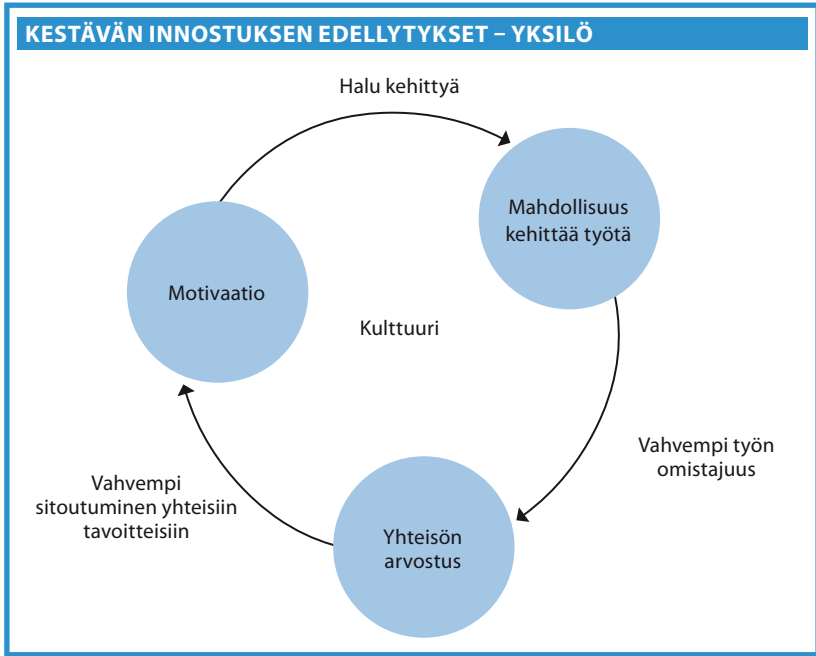 KESTÄVÄN INNOSTUKSEN EDELLYTYKSET – YKSILÖ
Halu kehittyä
Mahdollisuus
kehittää työtä
Motivaatio
Kulttuuri
Vahvempi työn
omistajuus
Vahvempi
sitoutuminen yhteisiin
tavoitteisiin
Yhteisön
arvostus